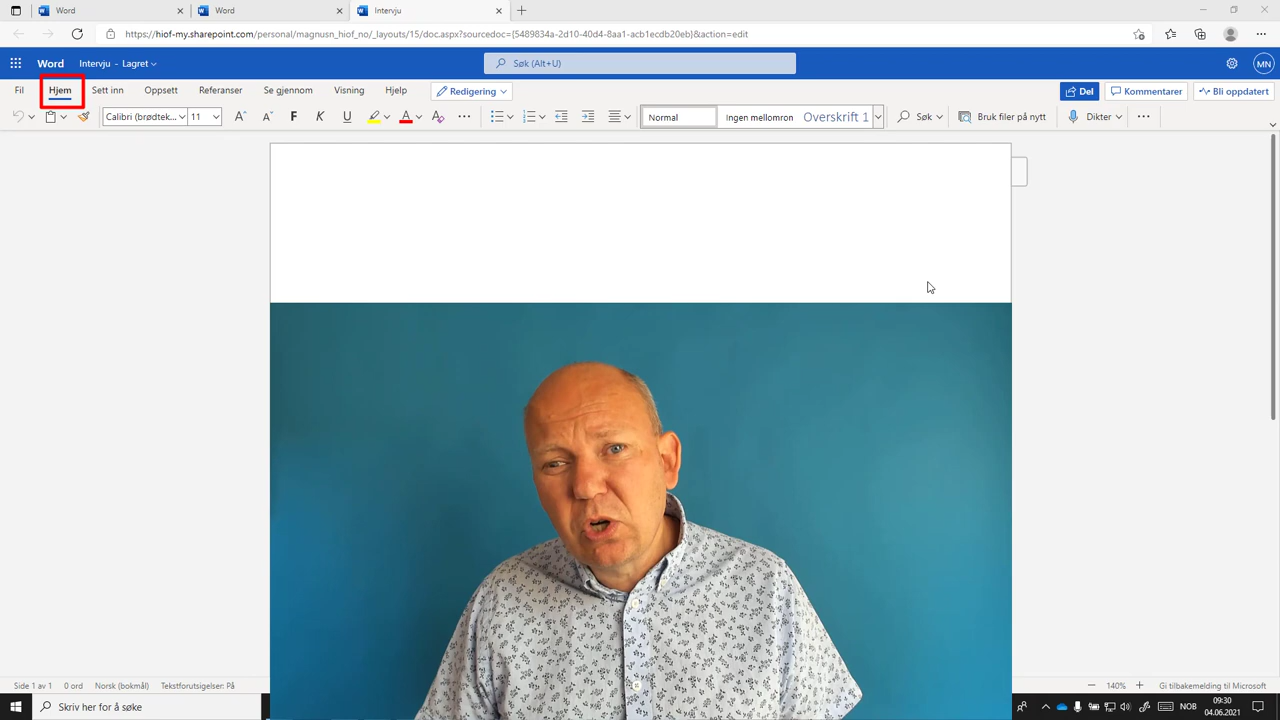 Word
Word
Intervju
https://hiof-my.sharepoint.com/personal/magnusn_hiof_no/_layouts/15/doc.aspx?sourcedoc={5489834a-2d10-40d4-8aa1-acb1ecdb20eb}&action=edit
Word Intervju - Lagret Søk (Alt+U) MN
Fil Hjem Sett inn Oppsett Referanser Se gjennom Visning Hjelp Redigering Del Kommentarer Bli oppdatert
Calibri (brødtek... 11 F K U A Normal Ingen mellomrom Overskrift 1 Søk Bruk filer på nytt Dikter
Side 1 av 1 0 ord Norsk (bokmål) Tekstforutsigelser: På 140% Gi tilbakemelding til Microsoft
Skriv her for å søke NOB 09:30
04.06.2021